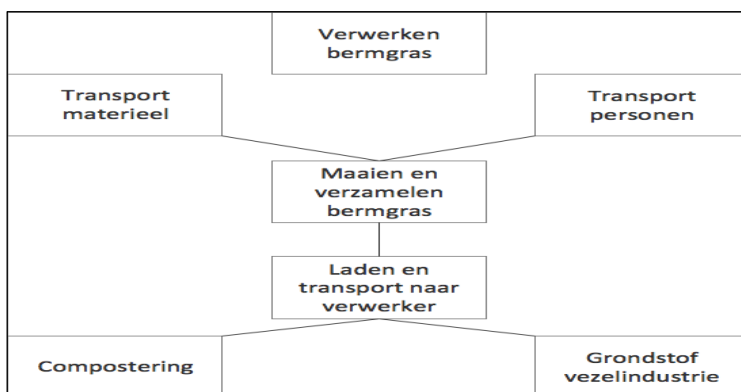 Verwerken
bermgras
Transport
materieel
Transport
personen
Maaien en
verzamelen
bermgras
Laden en
transport naar
verwerker
Compostering
Grondstof
vezelindustrie